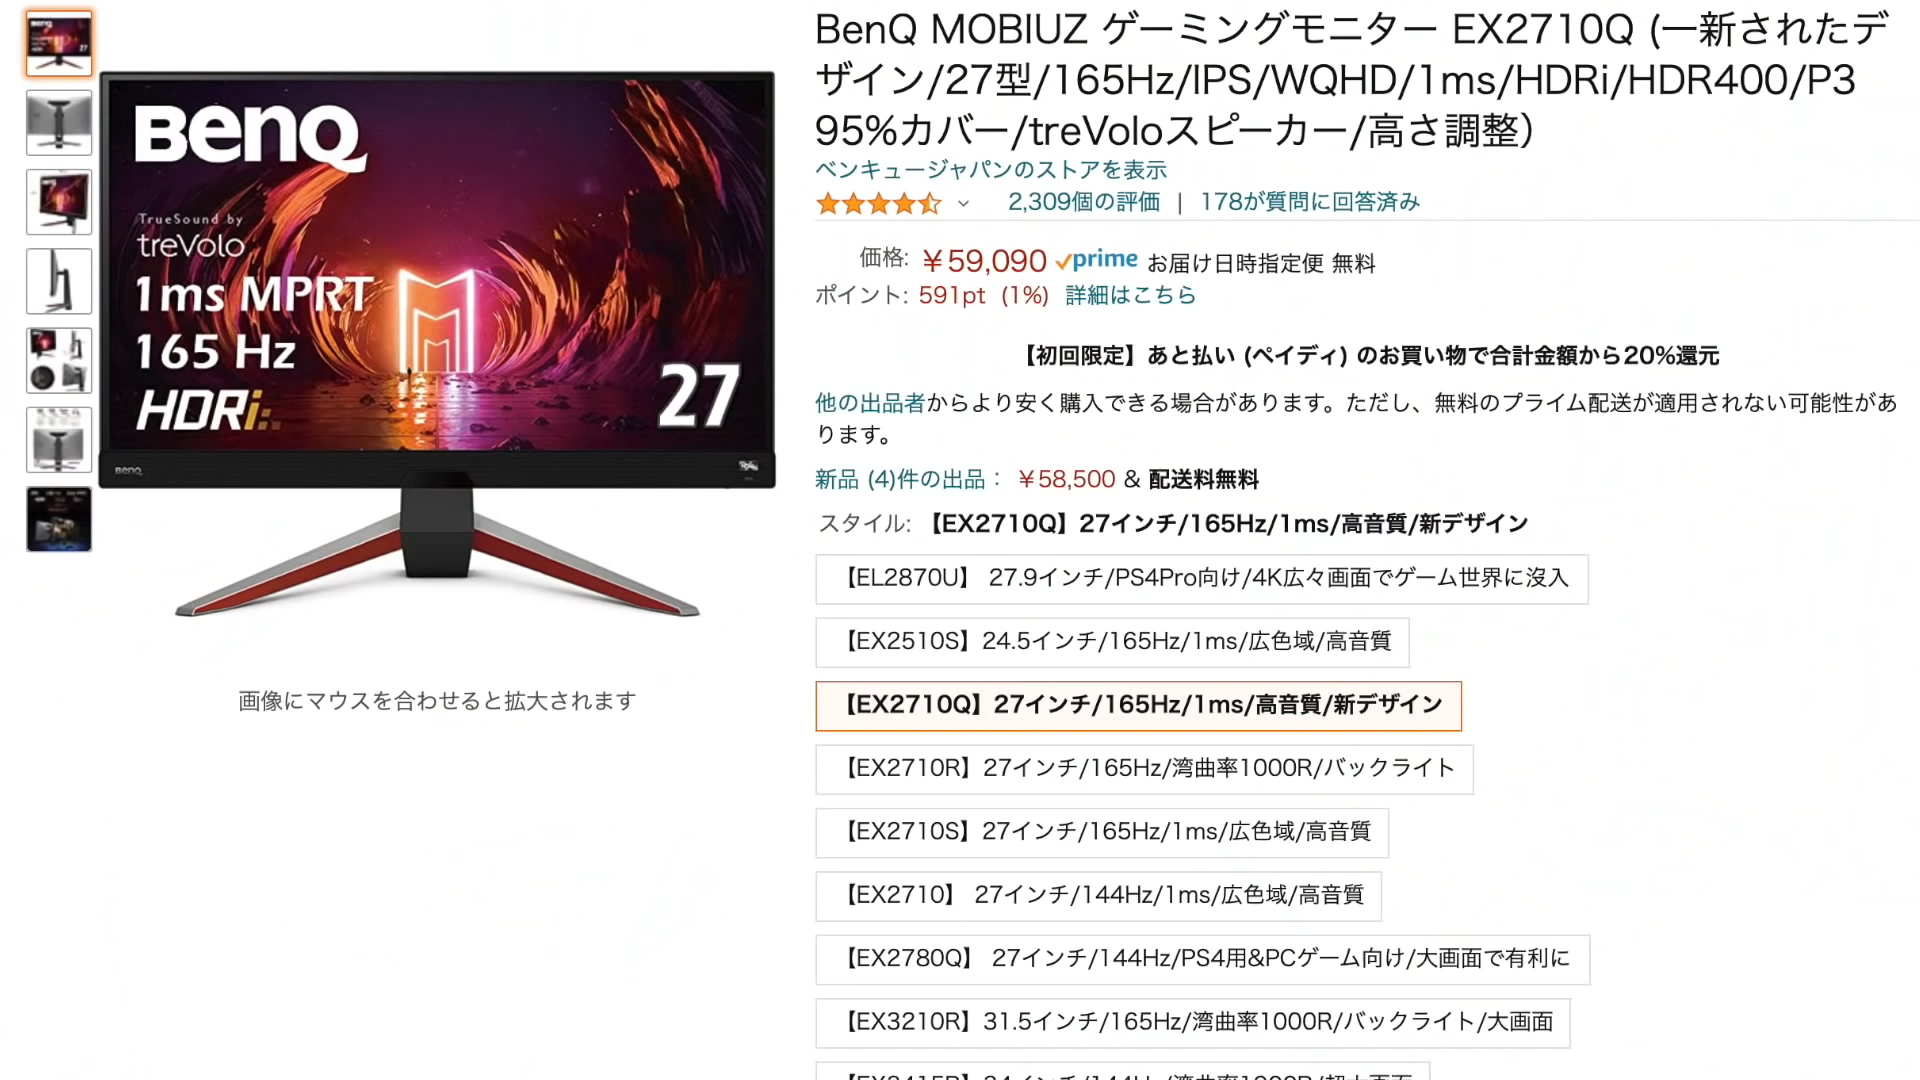 BenQ
TrueSound by
treVolo
1ms MPRT
165 Hz
HDRi
27
BenQ
画像にマウスを合わせると拡大されます
BenQ MOBIUZ ゲーミングモニター EX2710Q (一新されたデ
ザイン/27型/165Hz/IPS/WQHD/1ms/HDRi/HDR400/P3
95%カバー/treVoloスピーカー/高さ調整）
ベンキュージャパンのストアを表示
2,309個の評価 | 178が質問に回答済み
価格: ￥59,090 prime お届け日時指定便 無料
ポイント: 591pt (1%) 詳細はこちら
【初回限定】あと払い (ペイディ) のお買い物で合計金額から20%還元
他の出品者からより安く購入できる場合があります。ただし、無料のプライム配送が適用されない可能性があ
ります。
新品 (4)件の出品： ￥58,500 & 配送料無料
スタイル: 【EX2710Q】27インチ/165Hz/1ms/高音質/新デザイン
【EL2870U】 27.9インチ/PS4Pro向け/4K広々画面でゲーム世界に没入
【EX2510S】24.5インチ/165Hz/1ms/広色域/高音質
【EX2710Q】27インチ/165Hz/1ms/高音質/新デザイン
【EX2710R】27インチ/165Hz/湾曲率1000R/バックライト
【EX2710S】27インチ/165Hz/1ms/広色域/高音質
【EX2710】 27インチ/144Hz/1ms/広色域/高音質
【EX2780Q】 27インチ/144Hz/PS4用&PCゲーム向け/大画面で有利に
【EX3210R】31.5インチ/165Hz/湾曲率1000R/バックライト/大画面
【EX3415R】34インチ/144Hz/湾曲率1000R/超大画面